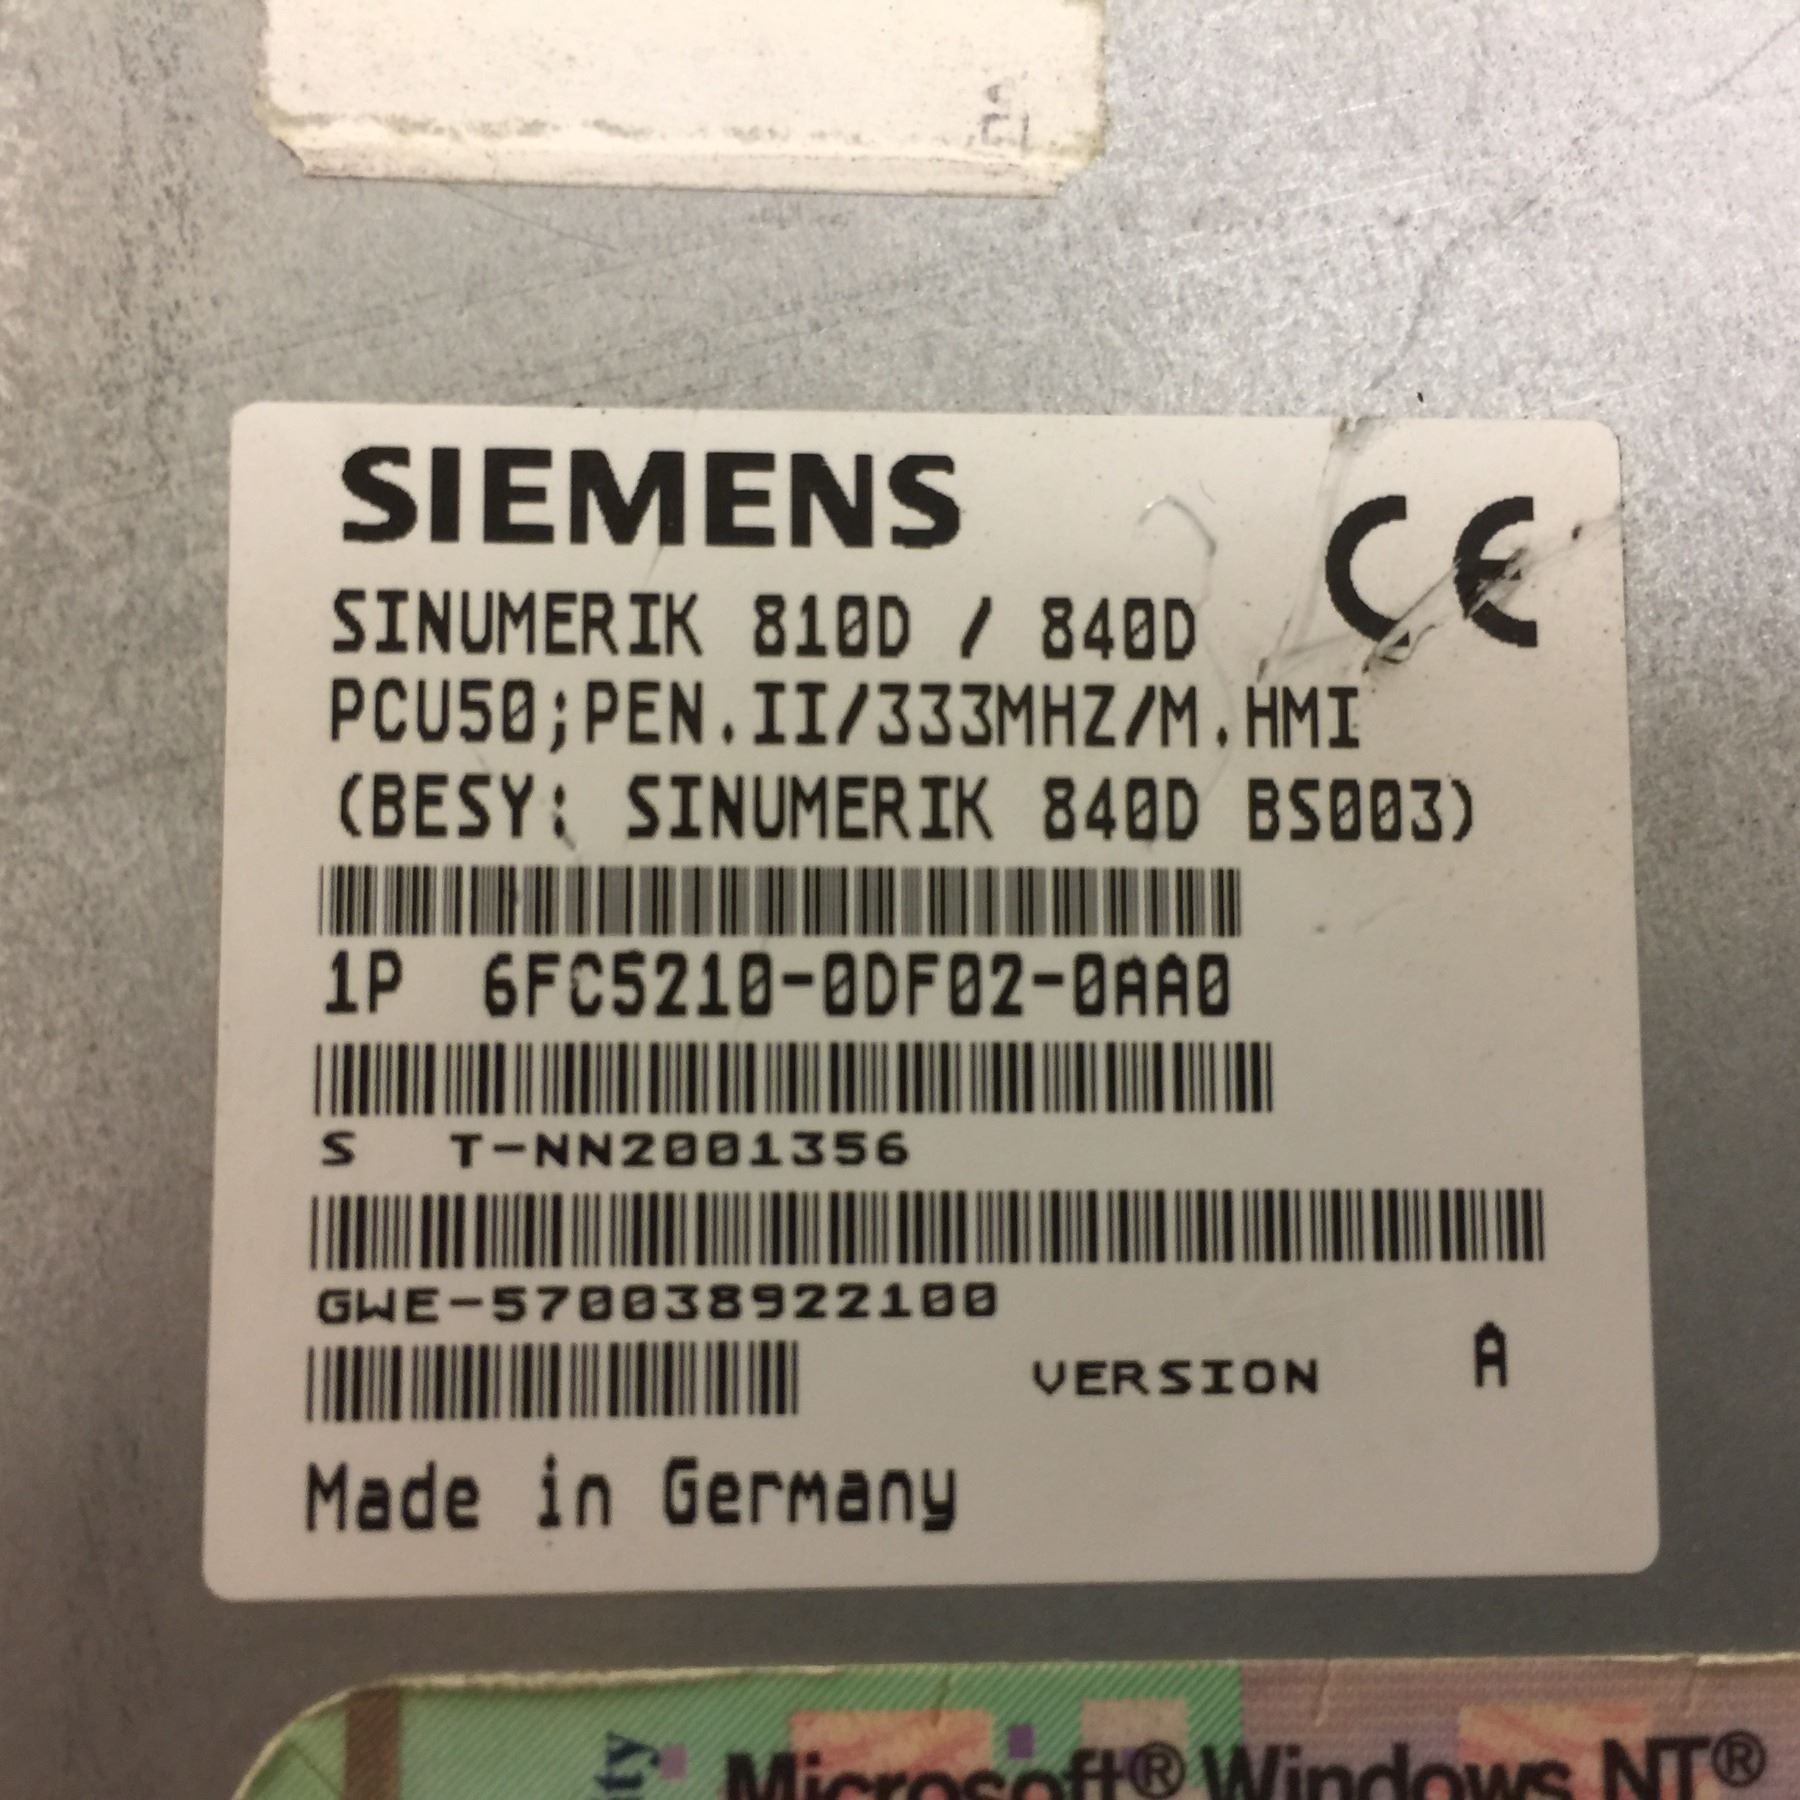 SIEMENS
CE
SINUMERIK 810D / 840D
PCU50;PEN.II/333MHZ/M.HMI
(BESY: SINUMERIK 840D BS003)
1P 6FC5210-0DF02-0AA0
S T-NN2001356
GWE-570038922100
VERSION A
Made in Germany
ty
Microsoft® Windows NT®